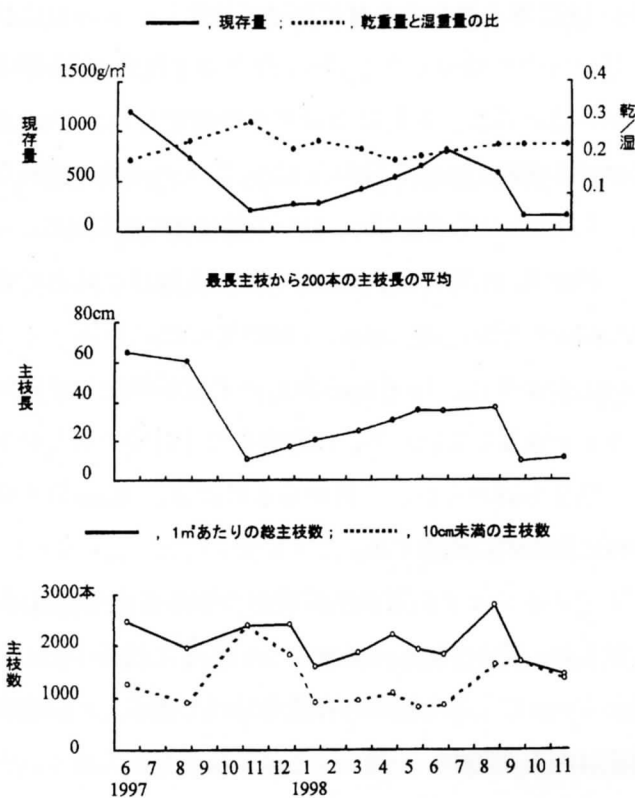 ―― , 現存量 ; ‥‥‥ , 乾重量と湿重量の比
1500g/㎡
1000
500
0
現存量
0.4
0.3
0.2
0.1
乾/湿
最長主枝から200本の主枝長の平均
80cm
60
40
20
0
主枝長
―― , 1㎡あたりの総主枝数 ; ‥‥‥ , 10cm未満の主枝数
3000本
2000
1000
0
主枝数
6 7 8 9 10 11 12 1 2 3 4 5 6 7 8 9 10 11
1997 1998